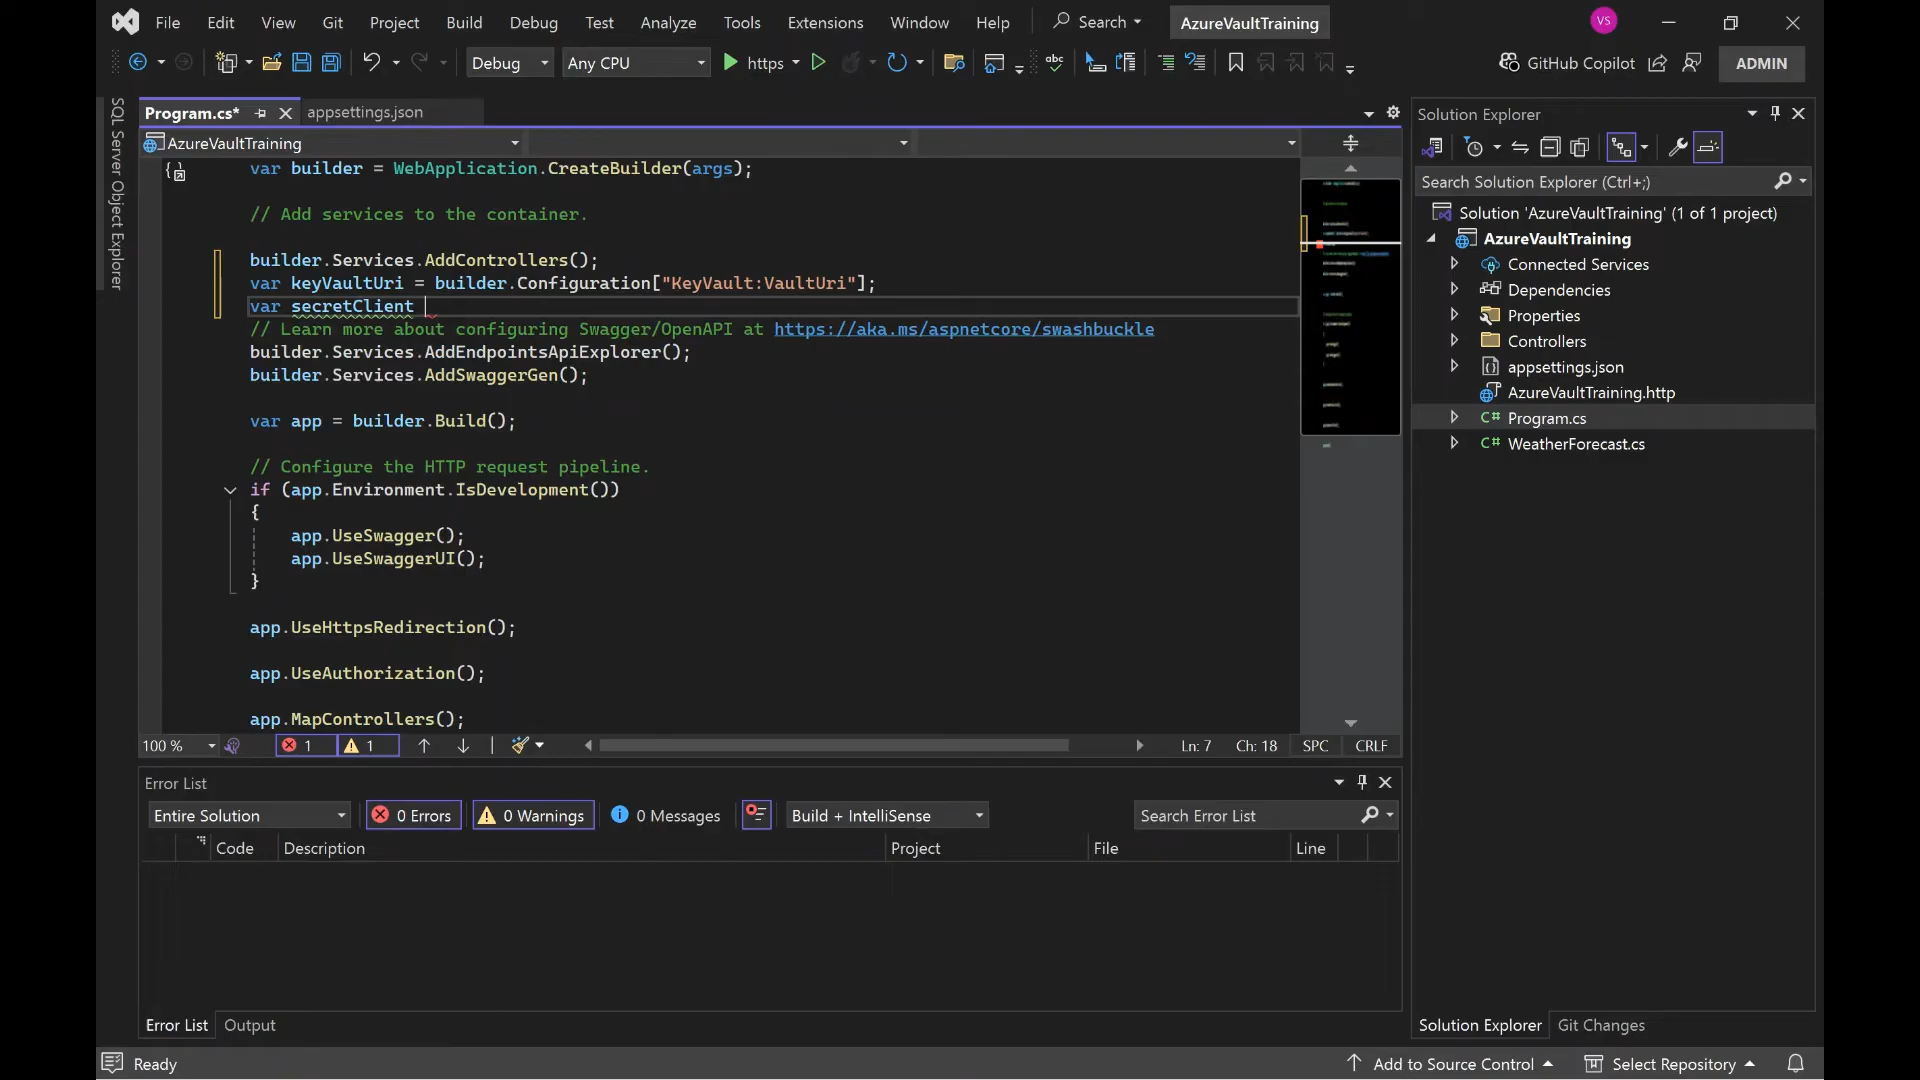 File Edit View Git Project Build Debug Test Analyze Tools Extensions Window Help Search AzureVaultTraining VS
Debug Any CPU https abc GitHub Copilot ADMIN
SQL Server Object Explorer
Program.cs* appsettings.json
AzureVaultTraining
var builder = WebApplication.CreateBuilder(args);
// Add services to the container.
builder.Services.AddControllers();
var keyVaultUri = builder.Configuration["KeyVault:VaultUri"];
var secretClient
// Learn more about configuring Swagger/OpenAPI at https://aka.ms/aspnetcore/swashbuckle
builder.Services.AddEndpointsApiExplorer();
builder.Services.AddSwaggerGen();
var app = builder.Build();
// Configure the HTTP request pipeline.
if (app.Environment.IsDevelopment())
{
app.UseSwagger();
app.UseSwaggerUI();
}
app.UseHttpsRedirection();
app.UseAuthorization();
app.MapControllers();
100 % 1 1 Ln: 7 Ch: 18 SPC CRLF
Error List
Entire Solution 0 Errors 0 Warnings 0 Messages Build + IntelliSense Search Error List
Code Description Project File Line
Error List Output
Solution Explorer
Search Solution Explorer (Ctrl+;)
Solution 'AzureVaultTraining' (1 of 1 project)
AzureVaultTraining
Connected Services
Dependencies
Properties
Controllers
appsettings.json
AzureVaultTraining.http
C# Program.cs
C# WeatherForecast.cs
Solution Explorer Git Changes
Ready Add to Source Control Select Repository